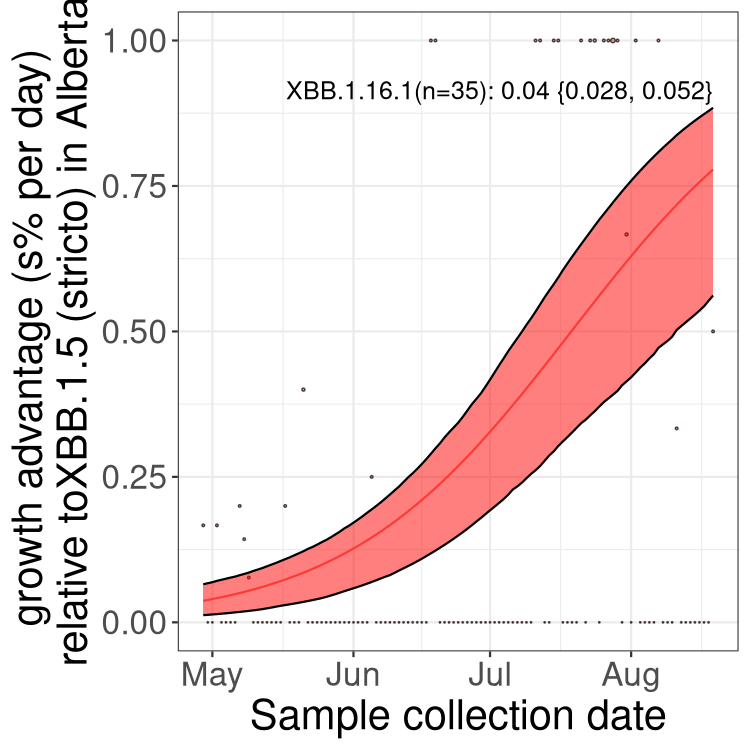 growth advantage (s% per day)
relative toXBB.1.5 (stricto) in Alberta
1.00
0.75
0.50
0.25
0.00
XBB.1.16.1(n=35): 0.04 {0.028, 0.052}
May Jun Jul Aug
Sample collection date